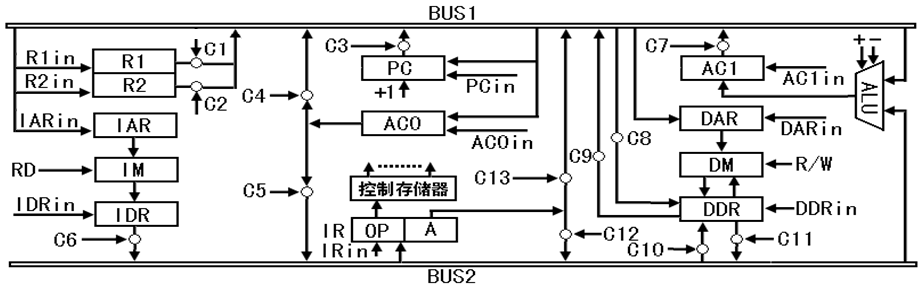 BUS1
R1in R1 C1
R2in R2 C2
IARin IAR
RD IM
IDRin IDR
C6
C4
C5
C3 PC
+1 PCin
AC0
AC0in
控制存储器
IR OP A
IRin
C13
C12
C9
C8
C7 AC1 AC1in
+ − ALU
DAR DARin
DM R/W
DDR DDRin
C10 C11
BUS2